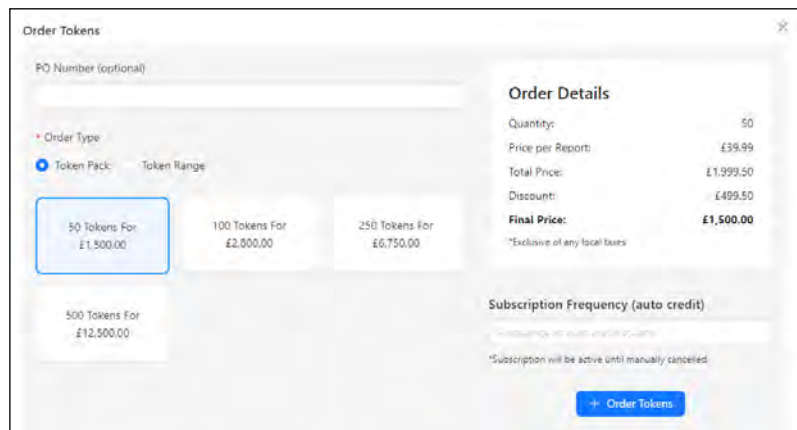 Order Tokens
PO Number (optional)
* Order Type
Token Pack
Token Range
50 Tokens For
£1,500.00
100 Tokens For
£2,800.00
250 Tokens For
£6,750.00
500 Tokens For
£12,500.00
Order Details
Quantity: 50
Price per Report: £39.99
Total Price: £1,999.50
Discount: £499.50
Final Price: £1,500.00
*Exclusive of any local taxes
Subscription Frequency (auto credit)
*Subscription will be active until manually cancelled.
+ Order Tokens